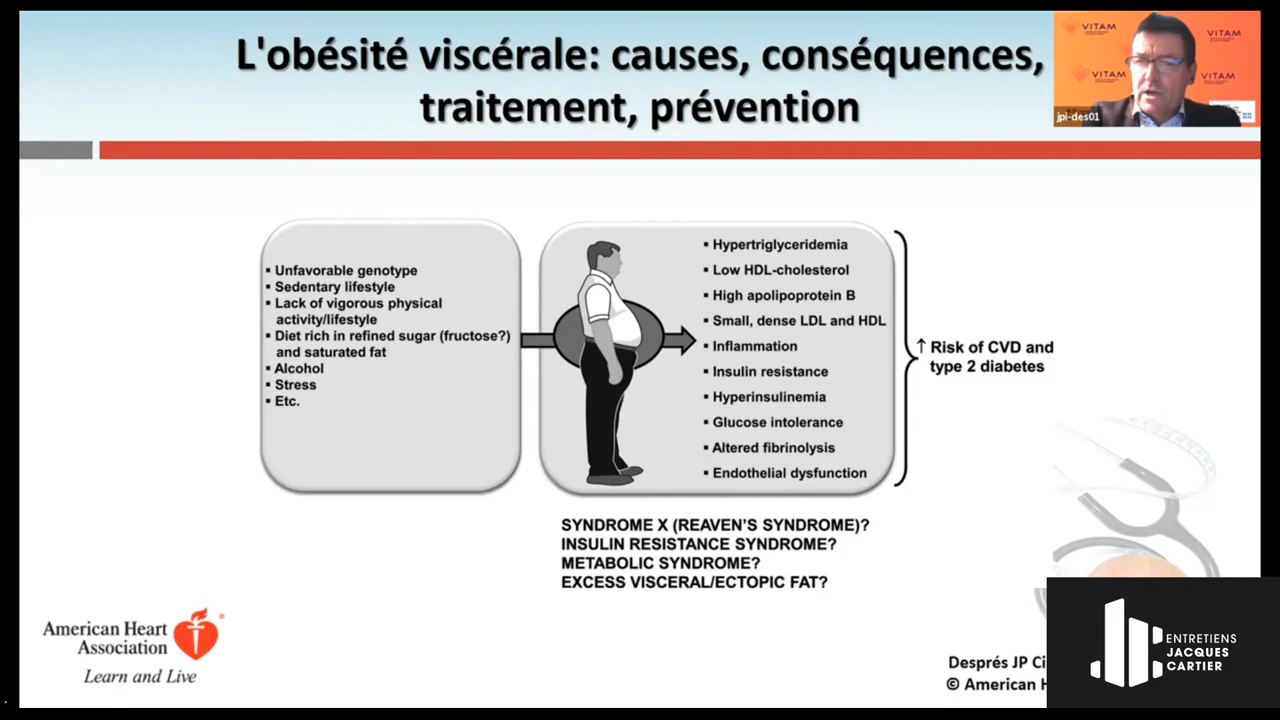 L'obésité viscérale: causes, conséquences,
traitement, prévention
VITAM
VITAM
VITAM
VITAM
jpi-des01
▪ Unfavorable genotype
▪ Sedentary lifestyle
▪ Lack of vigorous physical
activity/lifestyle
▪ Diet rich in refined sugar (fructose?)
and saturated fat
▪ Alcohol
▪ Stress
▪ Etc.
▪ Hypertriglyceridemia
▪ Low HDL-cholesterol
▪ High apolipoprotein B
▪ Small, dense LDL and HDL
▪ Inflammation
▪ Insulin resistance
▪ Hyperinsulinemia
▪ Glucose intolerance
▪ Altered fibrinolysis
▪ Endothelial dysfunction
↑ Risk of CVD and
type 2 diabetes
SYNDROME X (REAVEN'S SYNDROME)?
INSULIN RESISTANCE SYNDROME?
METABOLIC SYNDROME?
EXCESS VISCERAL/ECTOPIC FAT?
American Heart
Association
Learn and Live
Després JP Ci
© American H
ENTRETIENS
JACQUES
CARTIER